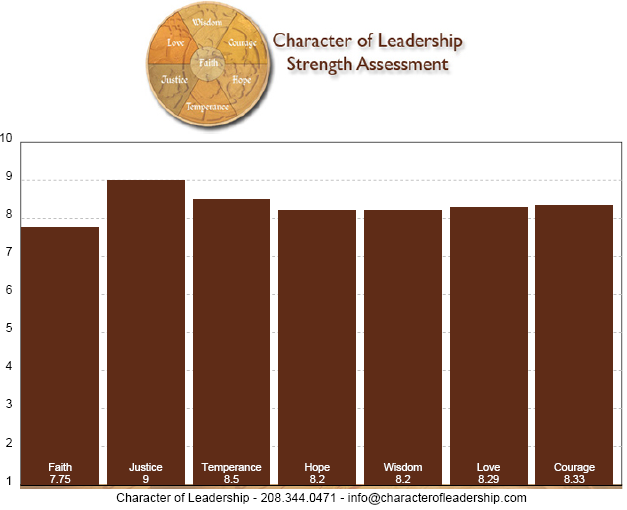 Wisdom
Love
Courage
Faith
Justice
Hope
Temperance
Character of Leadership
Strength Assessment
10
9
8
7
6
5
4
3
2
1
Faith Justice Temperance Hope Wisdom Love Courage
7.75 9 8.5 8.2 8.2 8.29 8.33
Character of Leadership - 208.344.0471 - info@characterofleadership.com